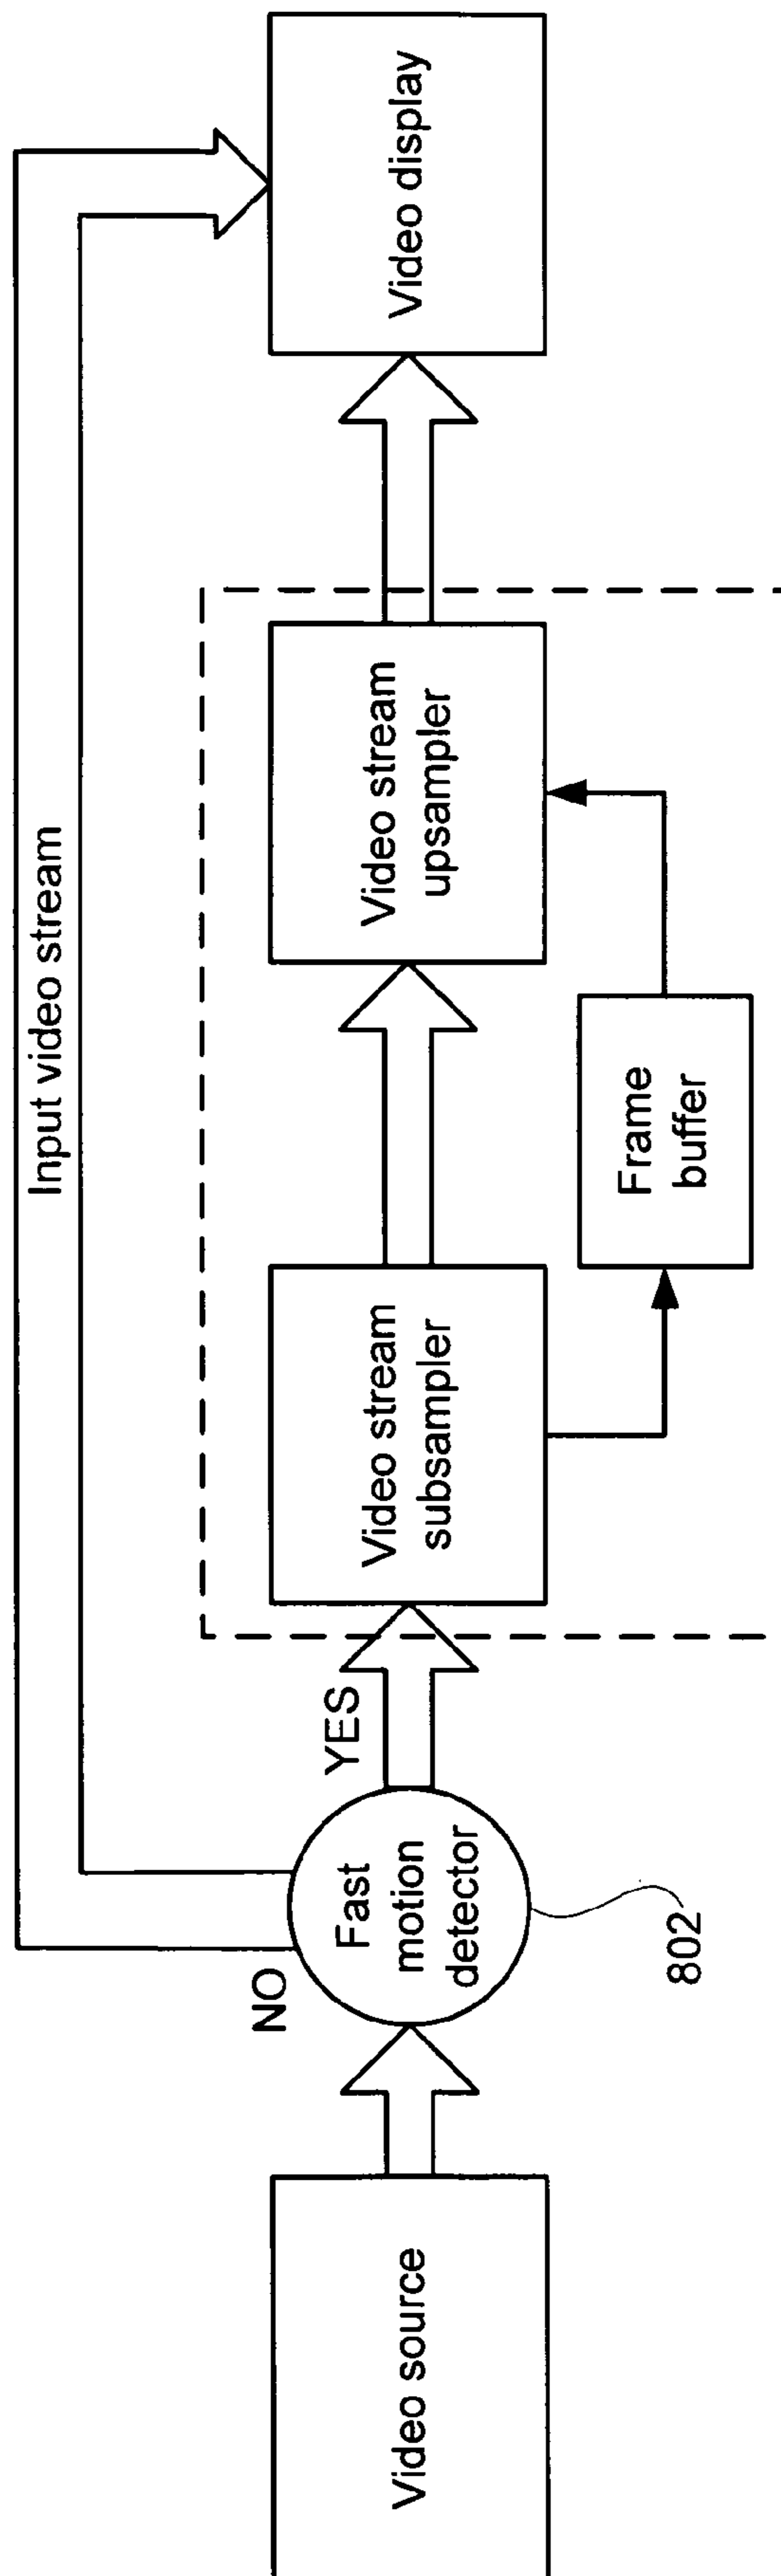 Input video stream
Video source
NO
Fast
motion
detector
802
YES
Video stream
subsampler
Frame
buffer
Video stream
upsampler
Video display